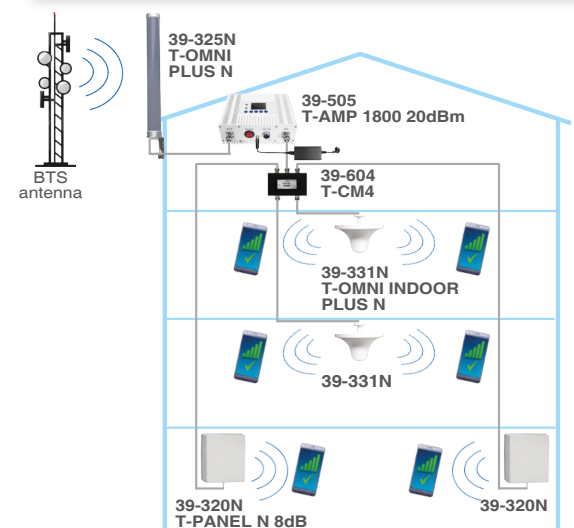 39-325N
T-OMNI
PLUS N
39-505
T-AMP 1800 20dBm
BTS
antenna
39-604
T-CM4
39-331N
T-OMNI INDOOR
PLUS N
39-331N
39-320N
T-PANEL N 8dB
39-320N